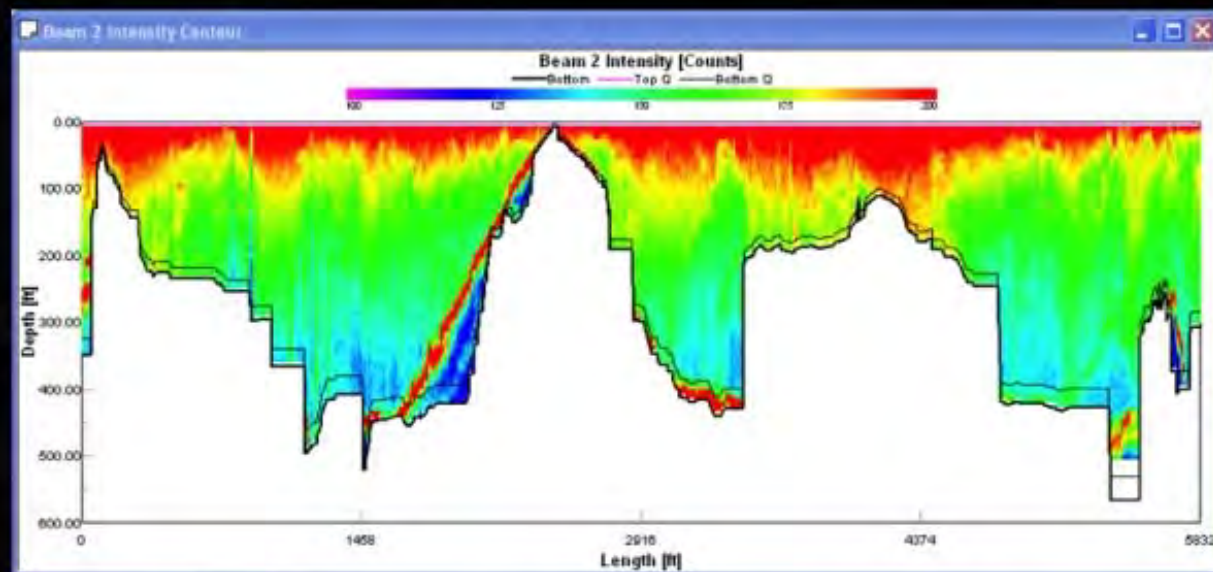 Beam 2 Intensity Contour
Beam 2 Intensity [Counts]
Bottom Top Q Bottom Q
100 125 150 175 200
0.00
100.00
200.00
300.00
400.00
500.00
600.00
Depth [ft]
0 1458 2916 4374 5832
Length [ft]